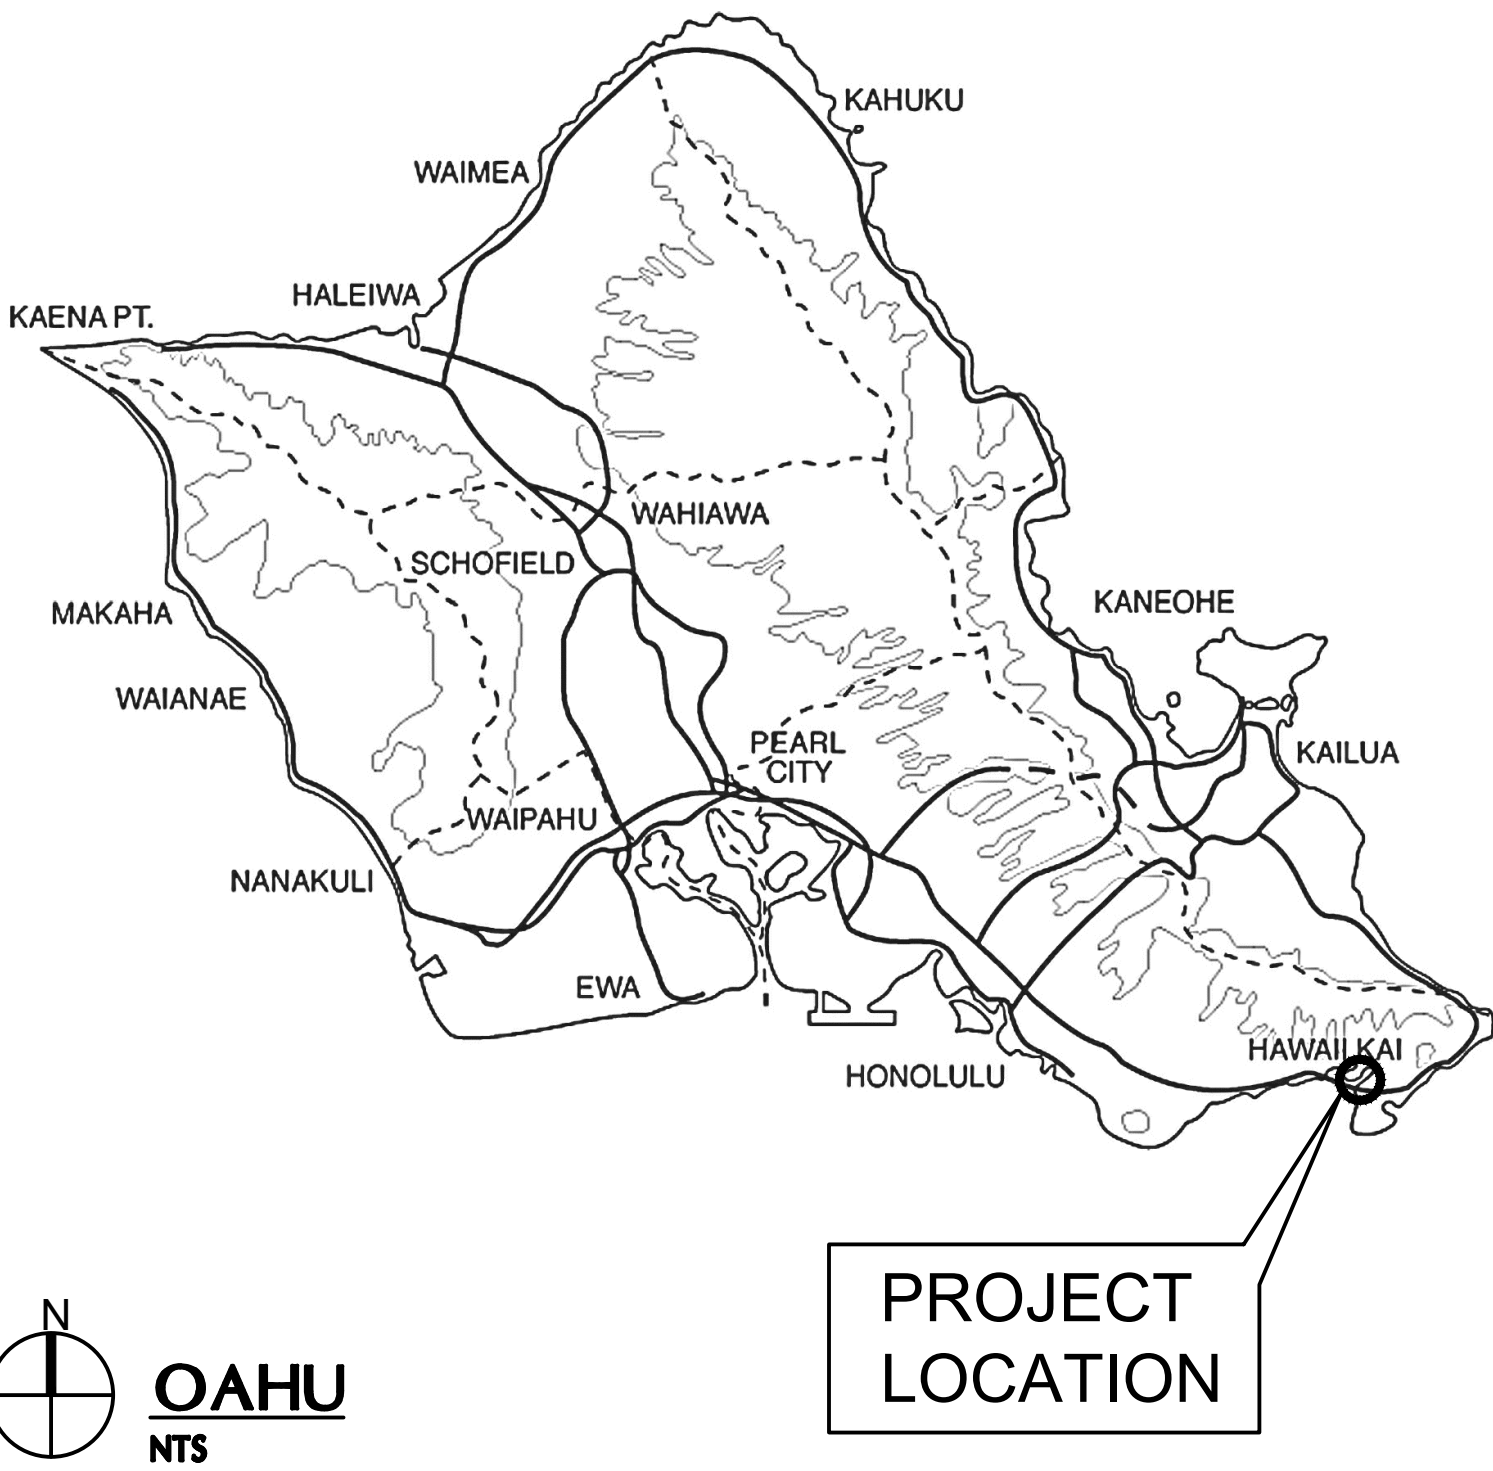 KAHUKU
WAIMEA
HALEIWA
KAENA PT.
WAHIAWA
SCHOFIELD
KANEOHE
MAKAHA
WAIANAE
PEARL
CITY
KAILUA
WAIPAHU
NANAKULI
EWA
HAWAII KAI
HONOLULU
PROJECT
LOCATION
N
OAHU
NTS